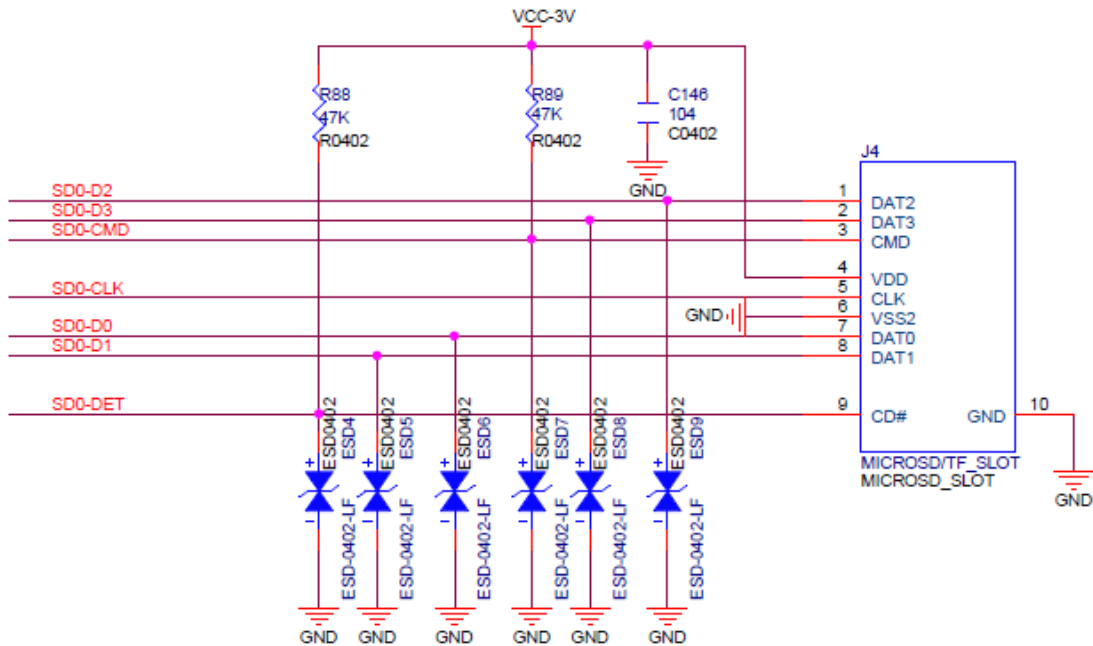 VCC-3V
R88
47K
R0402
R89
47K
R0402
C146
104
C0402
GND
J4
SD0-D2
1
DAT2
SD0-D3
2
DAT3
SD0-CMD
3
CMD
4
VDD
SD0-CLK
5
CLK
GND
6
VSS2
SD0-D0
7
DAT0
SD0-D1
8
DAT1
SD0-DET
9
CD#
GND
10
MICROSD/TF_SLOT
MICROSD_SLOT
GND
ESD0402
ESD4
ESD-0402-LF
+
-
ESD0402
ESD5
ESD-0402-LF
+
-
ESD0402
ESD6
ESD-0402-LF
+
-
ESD0402
ESD7
ESD-0402-LF
+
-
ESD0402
ESD8
ESD-0402-LF
+
-
ESD0402
ESD9
ESD-0402-LF
+
-
GND
GND
GND
GND
GND
GND